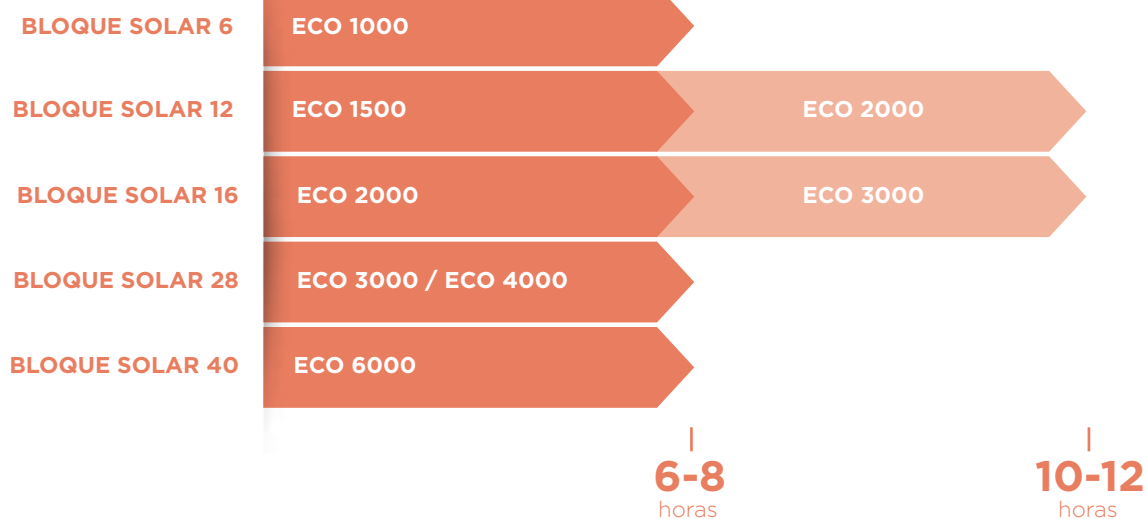 BLOQUE SOLAR 6 ECO 1000
BLOQUE SOLAR 12 ECO 1500 ECO 2000
BLOQUE SOLAR 16 ECO 2000 ECO 3000
BLOQUE SOLAR 28 ECO 3000 / ECO 4000
BLOQUE SOLAR 40 ECO 6000
6-8 10-12
horas horas